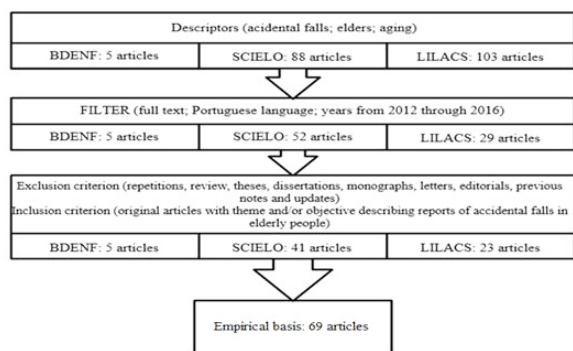 Descriptors (acidental falls; elders; aging)
BDENF: 5 articles SCIELO: 88 articles LILACS: 103 articles
FILTER (full text; Portuguese language; years from 2012 through 2016)
BDENF: 5 articles SCIELO: 52 articles LILACS: 29 articles
Exclusion criterion (repetitions, review, theses, dissertations, monographs, letters, editorials, previous
notes and updates)
Inclusion criterion (original articles with theme and/or objective describing reports of accidental falls in
elderly people)
BDENF: 5 articles SCIELO: 41 articles LILACS: 23 articles
Empirical basis: 69 articles